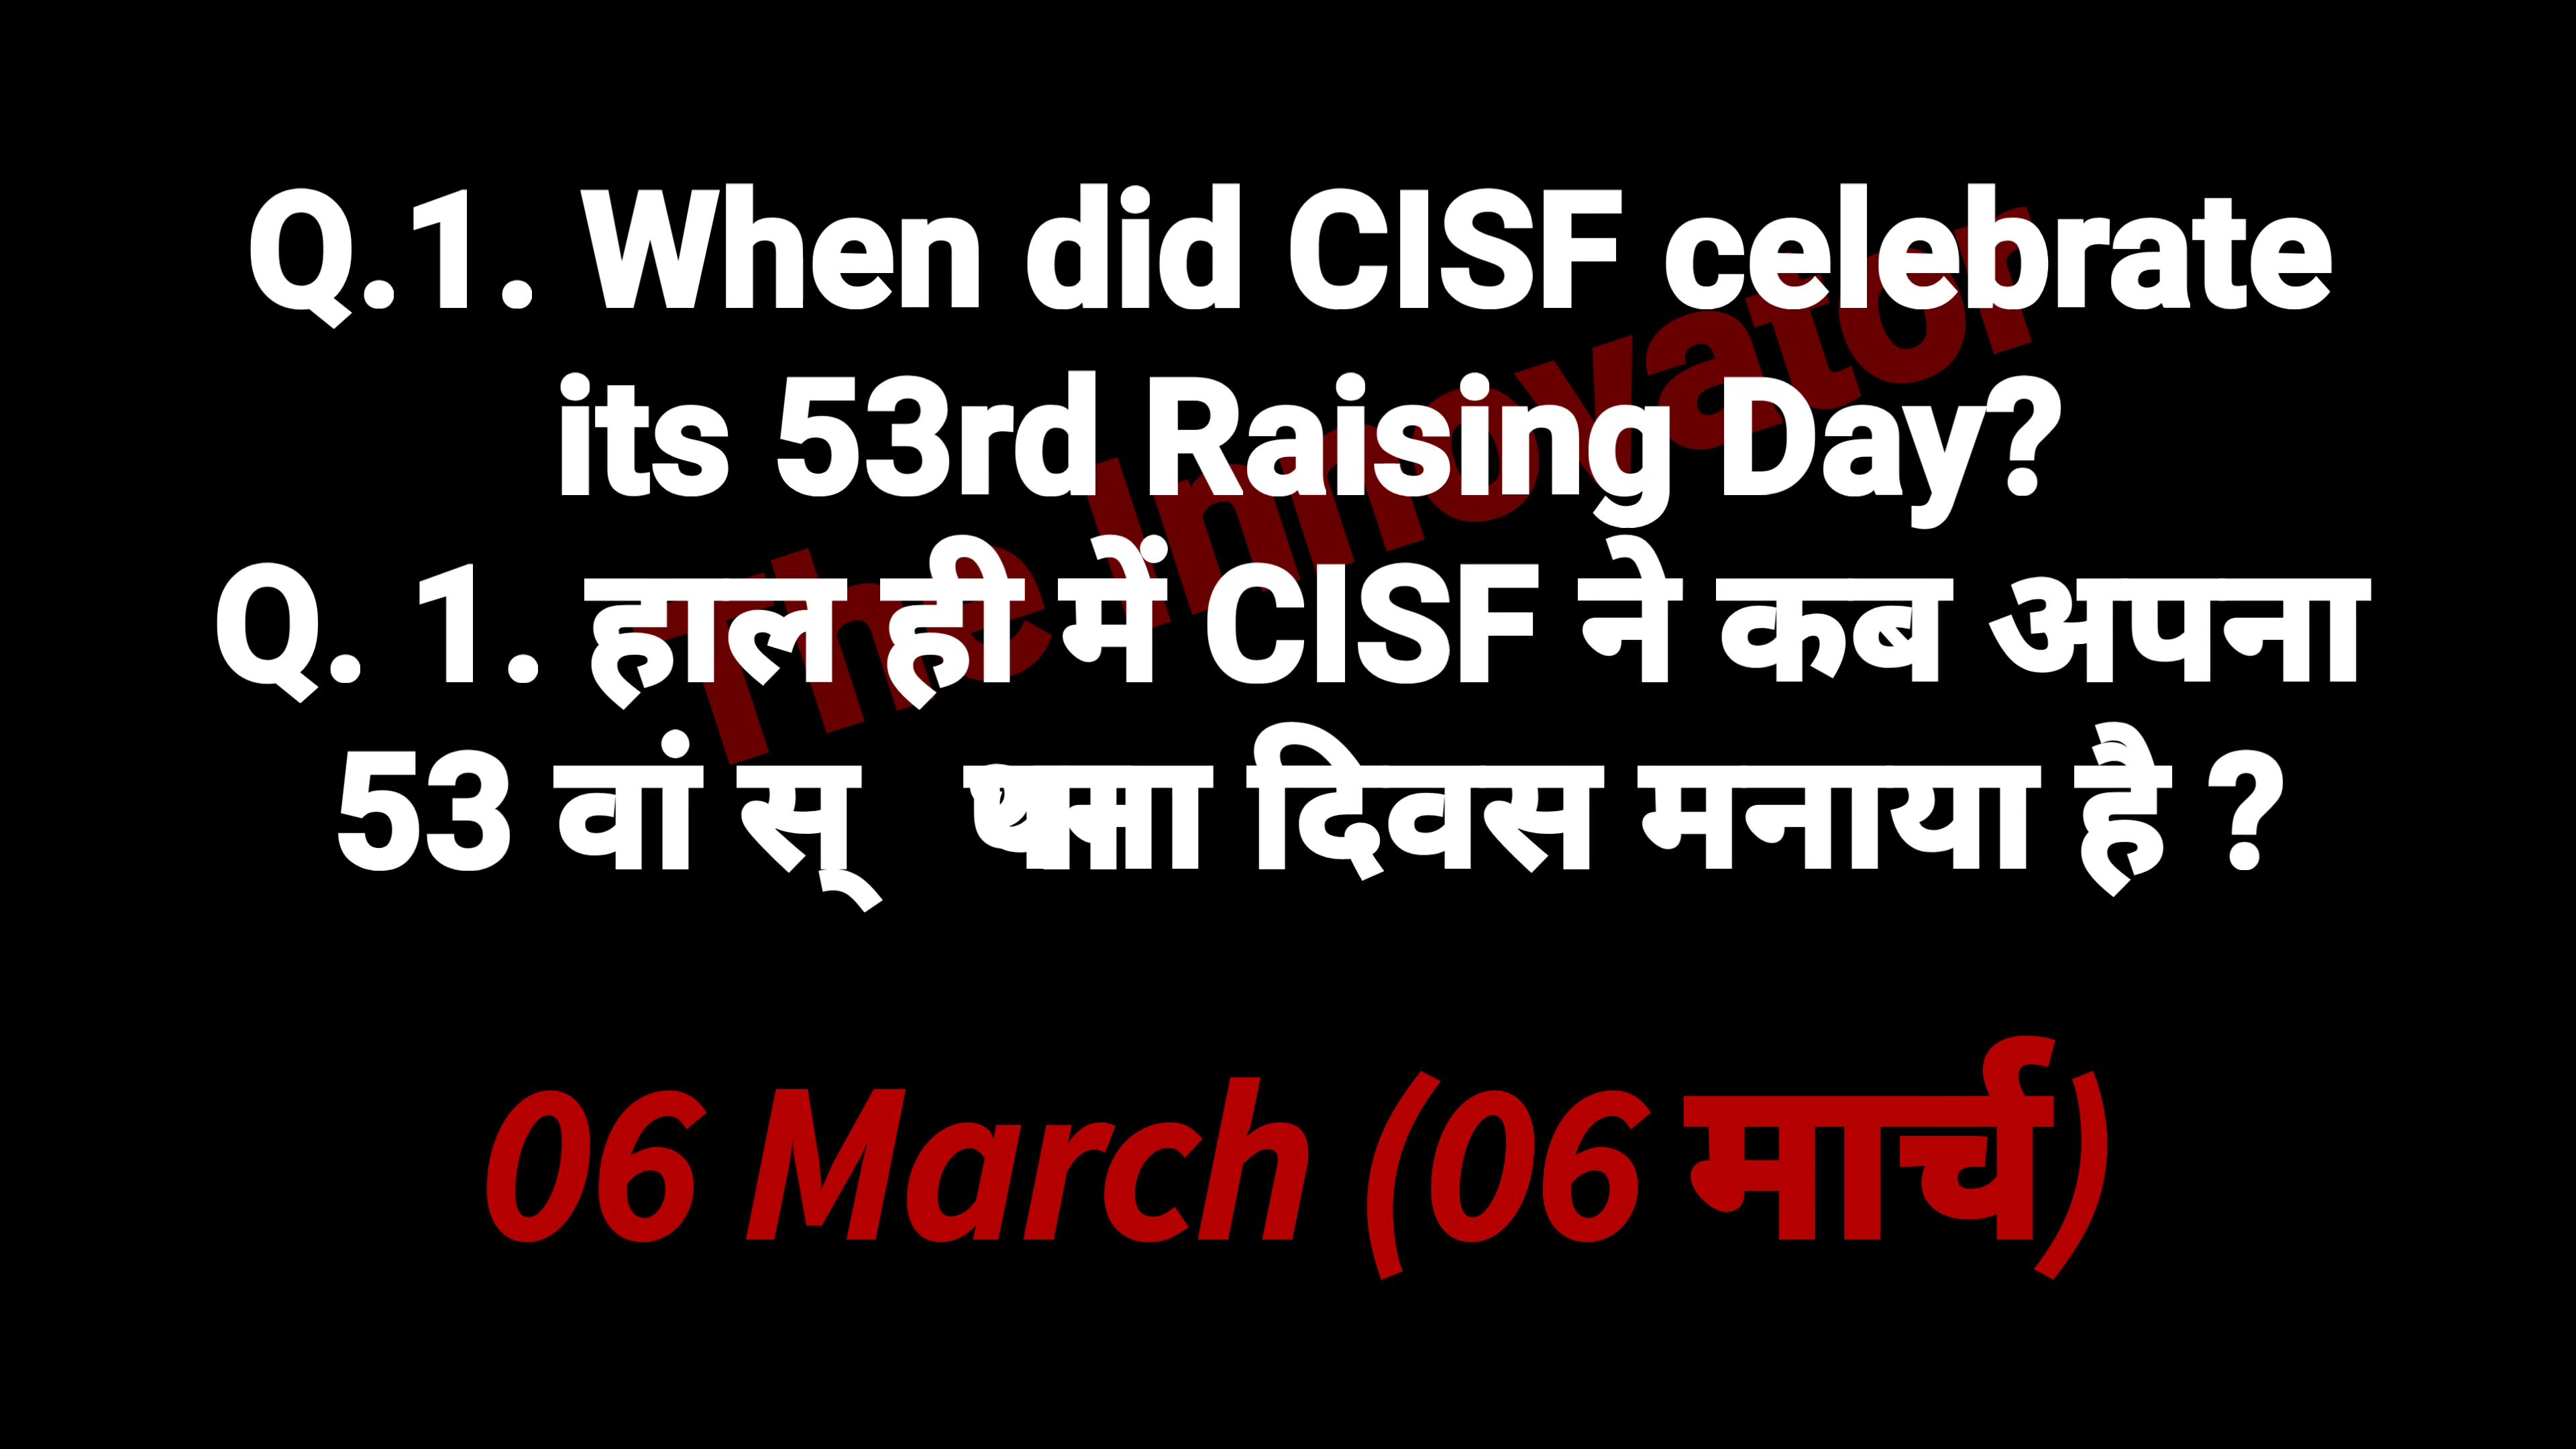 Q.1. When did CISF celebrate
its 53rd Raising Day?
Q. 1. हाल ही में CISF ने कब अपना
53 वां दिवस मनाया है ?
06 March (06 मार्च)
The Innovator